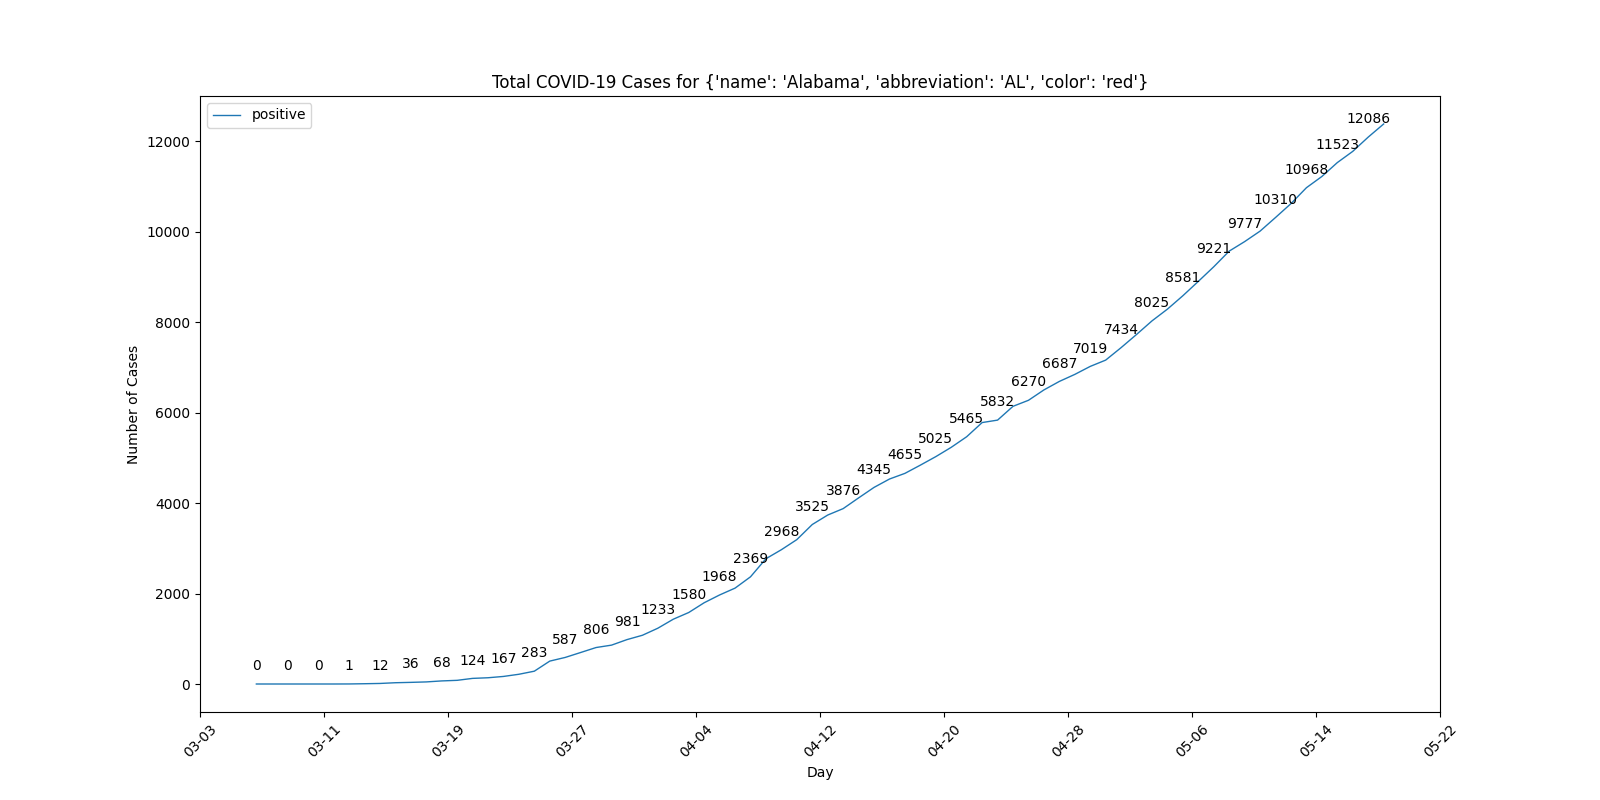 Total COVID-19 Cases for {'name': 'Alabama', 'abbreviation': 'AL', 'color': 'red'}
positive
12000
10000
8000
6000
4000
2000
0
Number of Cases
0 0 0 1 12 36 68 124 167 283 587 806 981 1233 1580 1968 2369 2968 3525 3876 4345 4655 5025 5465 5832 6270 6687 7019 7434 8025 8581 9221 9777 10310 10968 11523 12086
03-03 03-11 03-19 03-27 04-04 04-12 04-20 04-28 05-06 05-14 05-22
Day